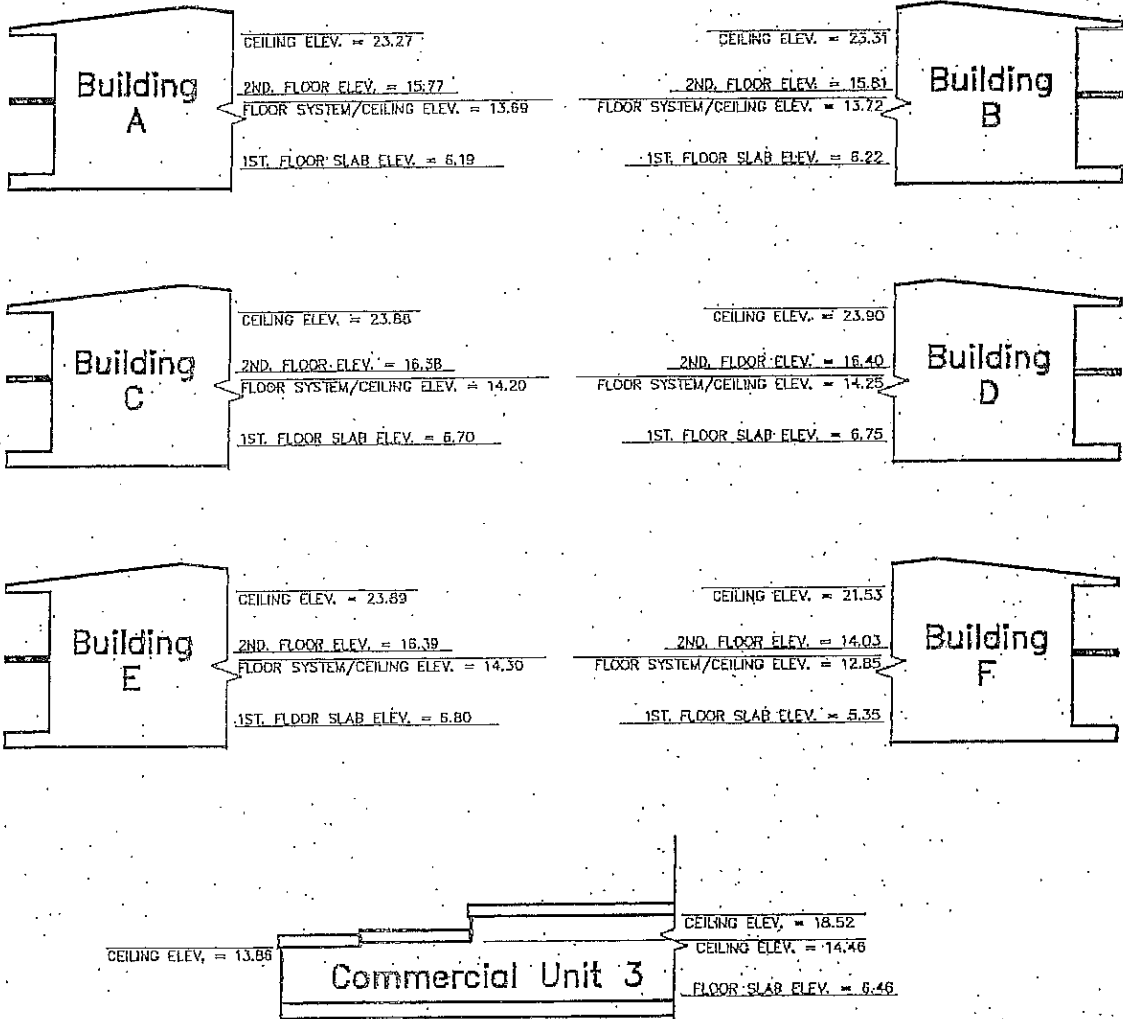 Building
A
CEILING ELEV. = 23.27
2ND. FLOOR ELEV. = 15.77
FLOOR SYSTEM/CEILING ELEV. = 13.69
1ST. FLOOR SLAB ELEV. = 6.19
CEILING ELEV. = 23.31
2ND. FLOOR ELEV. = 15.81
FLOOR SYSTEM/CEILING ELEV. = 13.72
1ST. FLOOR SLAB ELEV. = 6.22
Building
B
Building
C
CEILING ELEV. = 23.88
2ND. FLOOR ELEV. = 16.38
FLOOR SYSTEM/CEILING ELEV. = 14.20
1ST. FLOOR SLAB ELEV. = 6.70
CEILING ELEV. = 23.90
2ND. FLOOR ELEV. = 16.40
FLOOR SYSTEM/CEILING ELEV. = 14.25
1ST. FLOOR SLAB ELEV. = 6.75
Building
D
Building
E
CEILING ELEV. = 23.89
2ND. FLOOR ELEV. = 16.39
FLOOR SYSTEM/CEILING ELEV. = 14.30
1ST. FLOOR SLAB ELEV. = 6.80
CEILING ELEV. = 21.53
2ND. FLOOR ELEV. = 14.03
FLOOR SYSTEM/CEILING ELEV. = 12.85
1ST. FLOOR SLAB ELEV. = 5.35
Building
F
CEILING ELEV. = 13.86
Commercial Unit 3
CEILING ELEV. = 18.52
CEILING ELEV. = 14.46
FLOOR SLAB ELEV. = 6.46